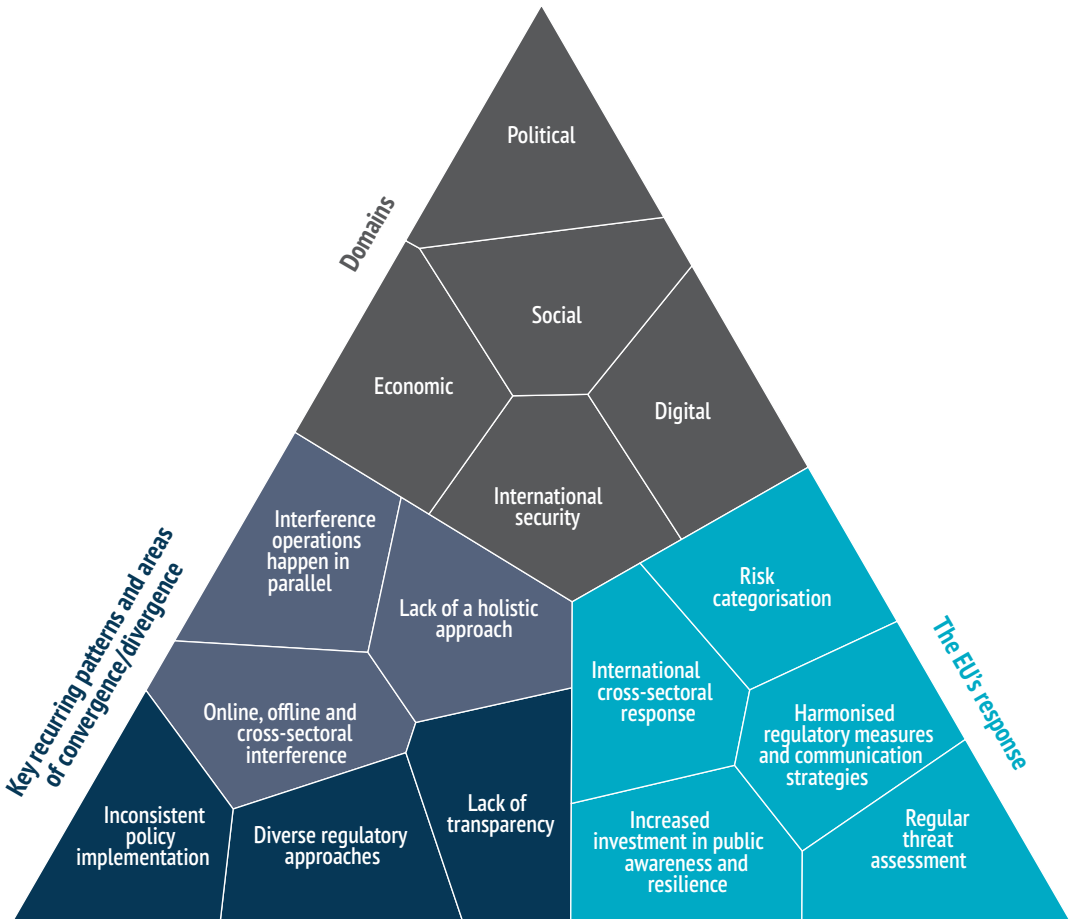 Domains
Political
Social
Economic
Digital
International
security
Key recurring patterns and areas
of convergence/divergence
Interference
operations
happen in
parallel
Lack of a holistic
approach
Online, offline and
cross-sectoral
interference
Inconsistent
policy
implementation
Diverse regulatory
approaches
Lack of
transparency
The EU's response
Risk
categorisation
International
cross-sectoral
response
Harmonised
regulatory measures
and communication
strategies
Increased
investment in public
awareness and
resilience
Regular
threat
assessment